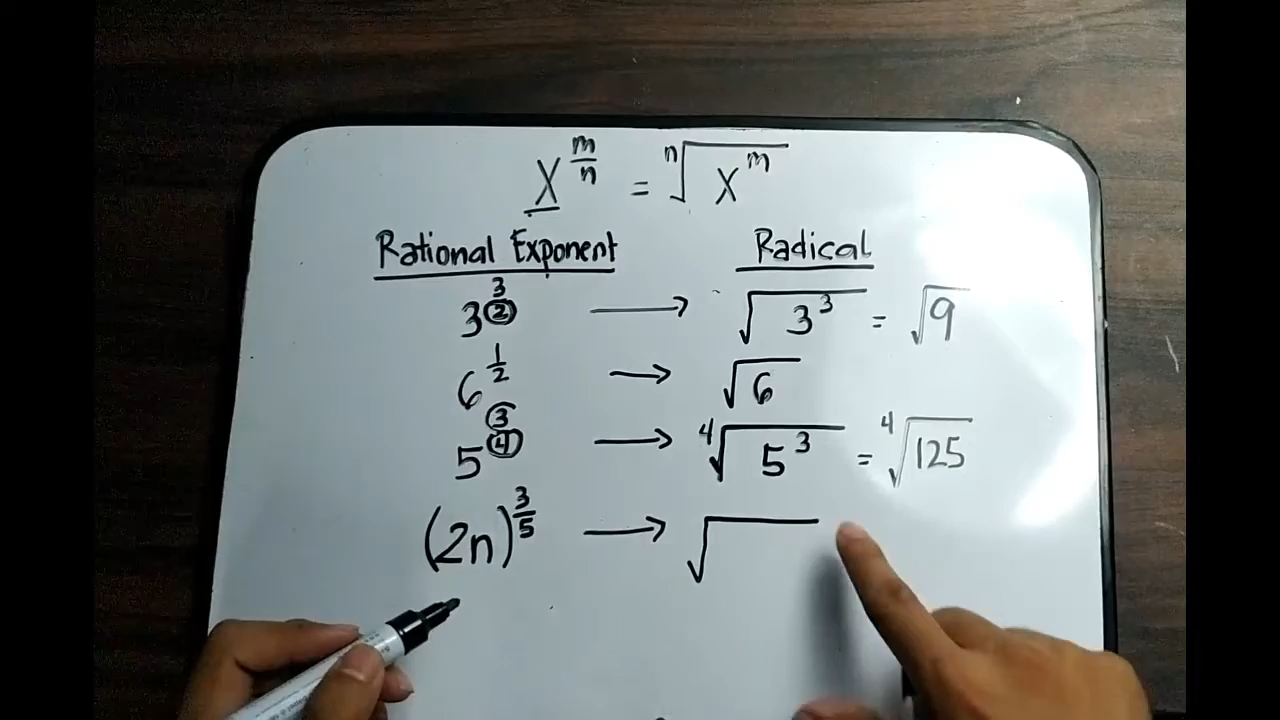 x^(m/n) = ⁿ√(x^m)
Rational Exponent Radical
3^(3/2) → √(3³) = √9
6^(1/2) → √6
5^(3/4) → ⁴√(5³) = ⁴√125
(2n)^(3/5) → √